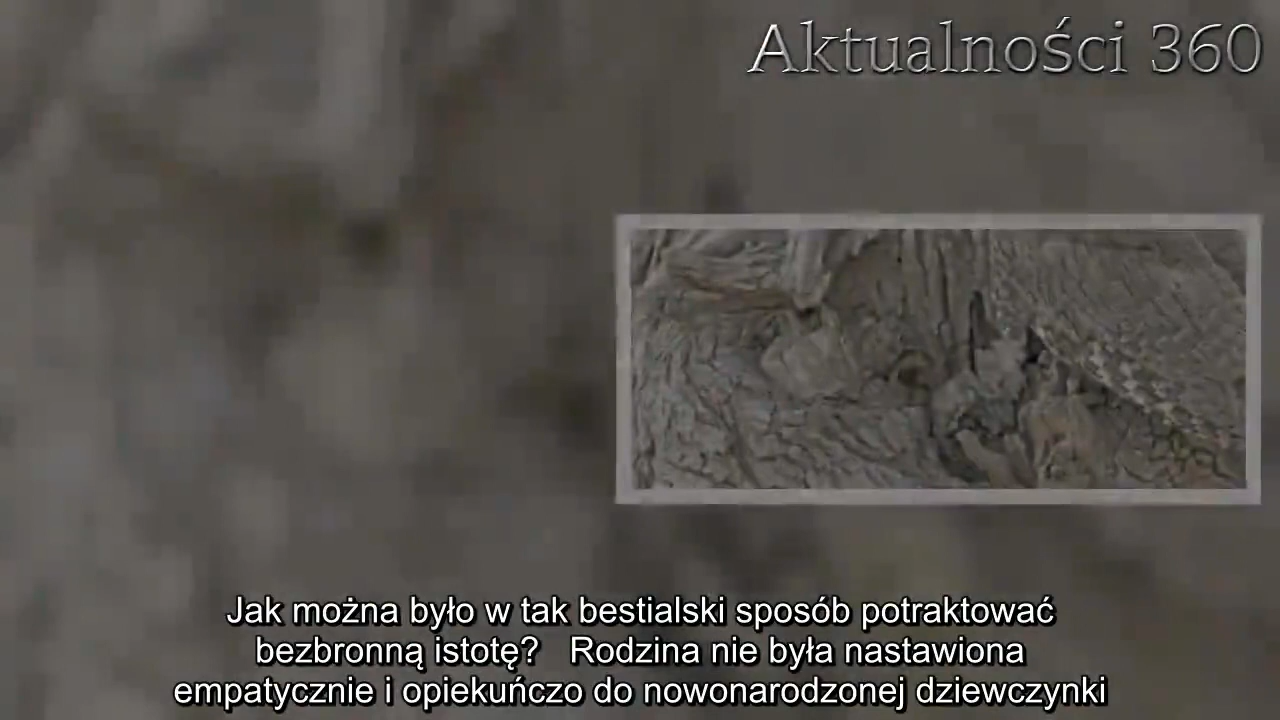 Aktualności 360
Jak można było w tak bestialski sposób potraktować
bezbronną istotę? Rodzina nie była nastawiona
empatycznie i opiekuńczo do nowonarodzonej dziewczynki